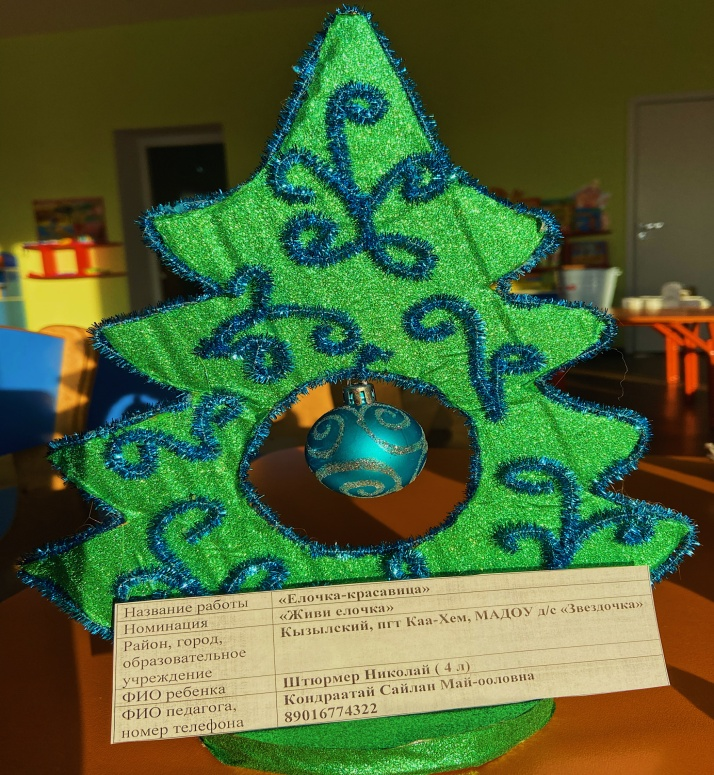 Название работы «Елочка-красавица»
Номинация «Живи елочка»
Район, город, Кызылский, пгт Каа-Хем, МАДОУ д/с «Звездочка»
образовательное
учреждение
ФИО ребенка Штюрмер Николай ( 4 л)
ФИО педагога, Кондраатай Сайлан Май-ооловна
номер телефона 89016774322